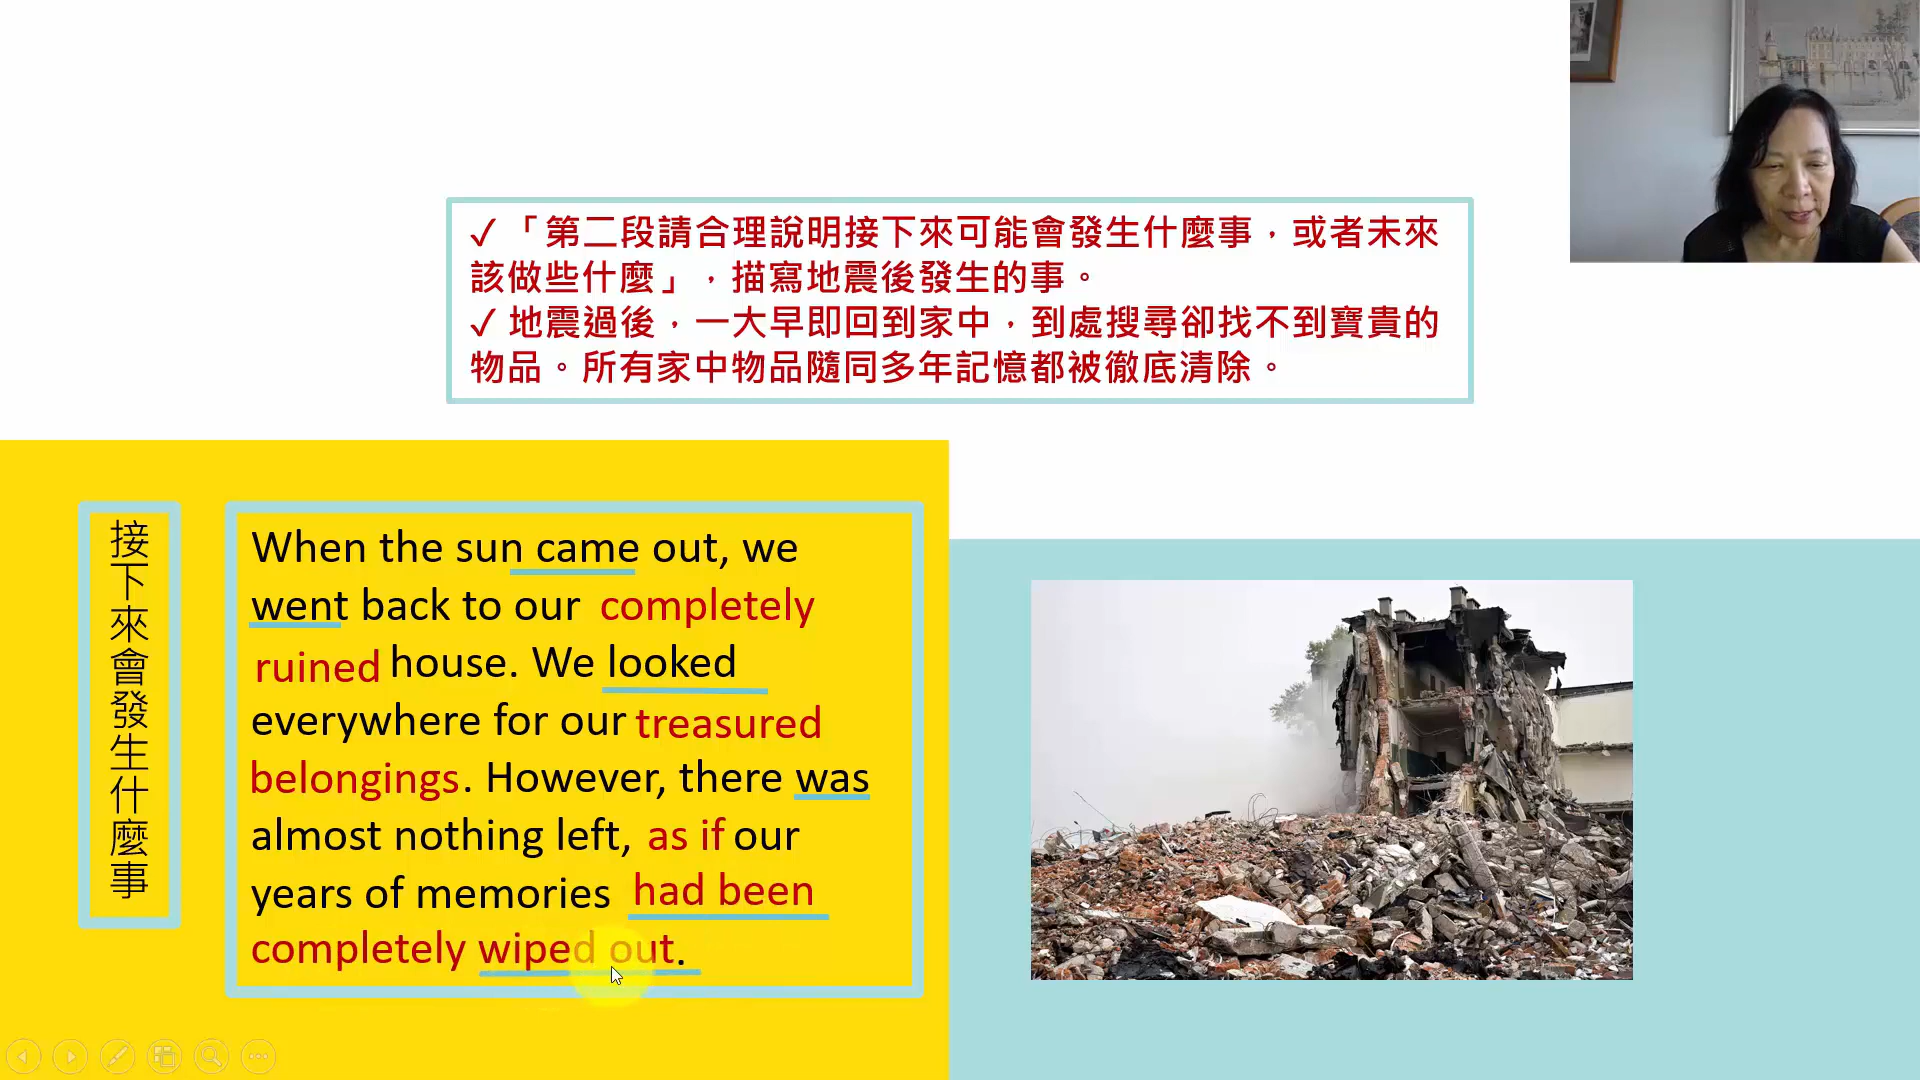 ✓「第二段請合理說明接下來可能會發生什麼事，或者未來
該做些什麼」，描寫地震後發生的事。
✓ 地震過後，一大早即回到家中，到處搜尋卻找不到寶貴的
物品。所有家中物品隨同多年記憶都被徹底清除。
接下來會發生什麼事
When the sun came out, we
went back to our completely
ruined house. We looked
everywhere for our treasured
belongings. However, there was
almost nothing left, as if our
years of memories had been
completely wiped out.